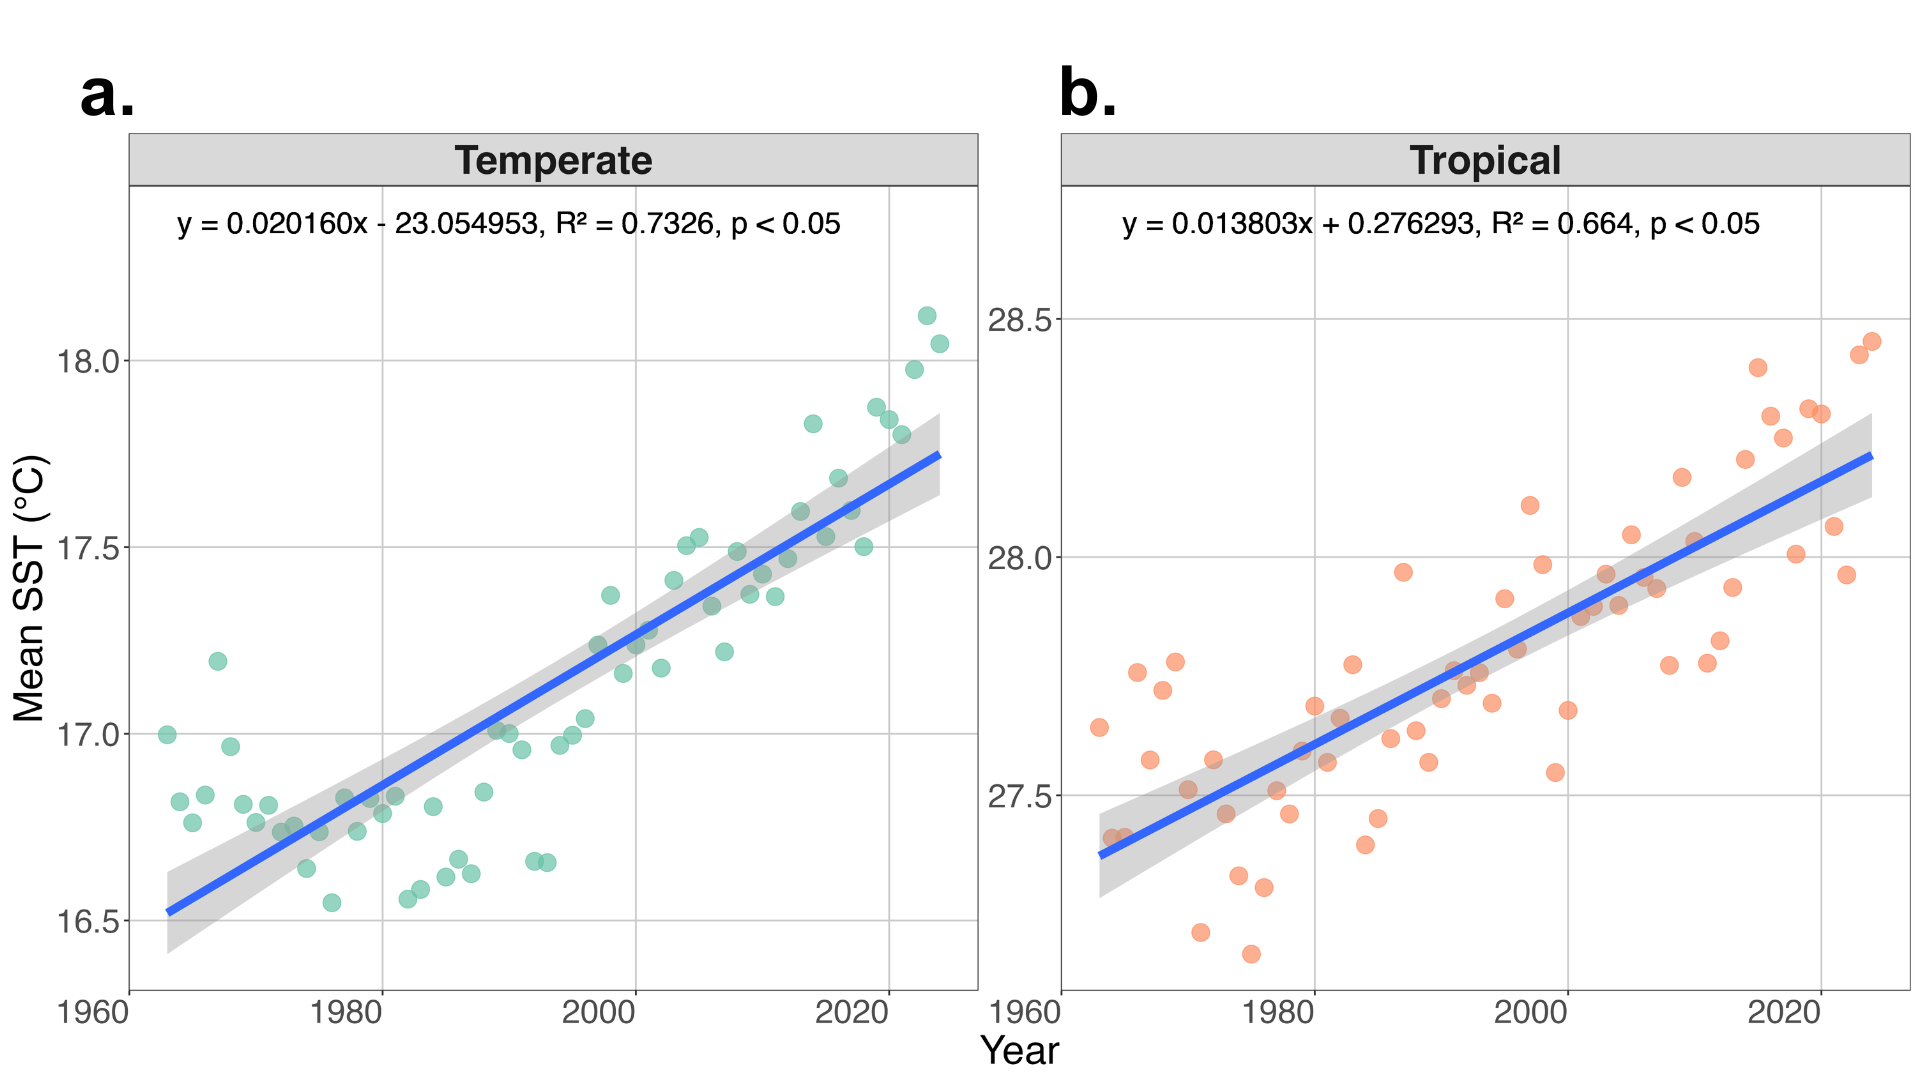 a.
Temperate
y = 0.020160x - 23.054953, R² = 0.7326, p < 0.05
18.0
17.5
17.0
16.5
1960
1980
2000
2020
b.
Tropical
y = 0.013803x + 0.276293, R² = 0.664, p < 0.05
28.5
28.0
27.5
1960
1980
2000
2020
Mean SST (°C)
Year